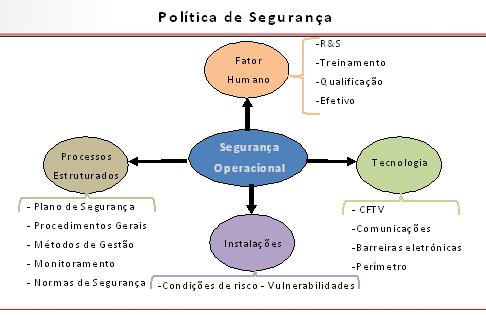 Política de Segurança
Fator
Humano
-R&S
-Treinamento
-Qualificação
-Efetivo
Segurança
Operacional
Processos
Estruturados
- Plano de Segurança
- Procedimentos Gerais
- Métodos de Gestão
- Monitoramento
- Normas de Segurança
Instalações
-Condições de risco - Vulnerabilidades
Tecnologia
- CFTV
-Comunicações
-Barreiras eletrónicas
-Perímetro